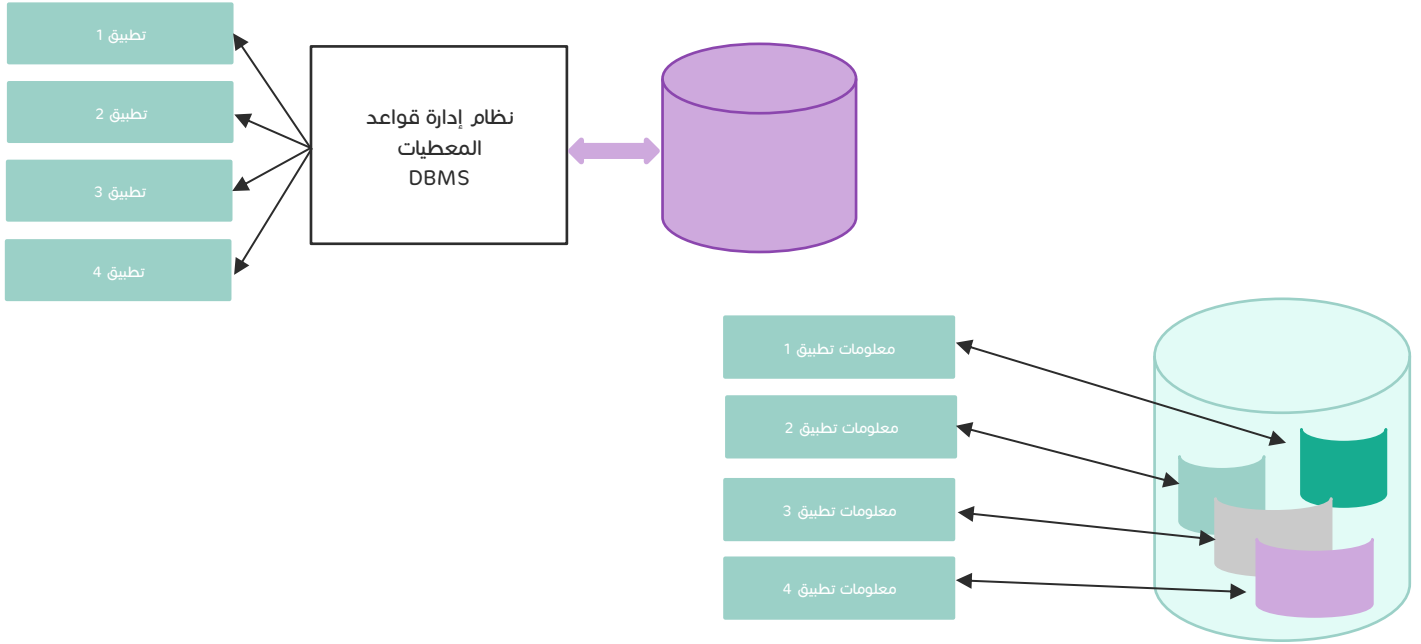 تطبيق 1
تطبيق 2
تطبيق 3
تطبيق 4
نظام إدارة قواعد
المعطيات
DBMS
معلومات تطبيق 1
معلومات تطبيق 2
معلومات تطبيق 3
معلومات تطبيق 4